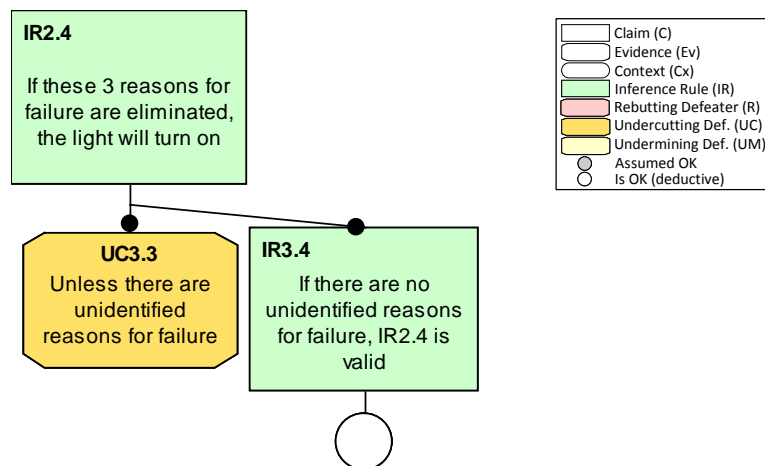 IR2.4
If these 3 reasons for
failure are eliminated,
the light will turn on
UC3.3
Unless there are
unidentified
reasons for failure
IR3.4
If there are no
unidentified reasons
for failure, IR2.4 is
valid
Claim (C)
Evidence (Ev)
Context (Cx)
Inference Rule (IR)
Rebutting Defeater (R)
Undercutting Def. (UC)
Undermining Def. (UM)
Assumed OK
Is OK (deductive)